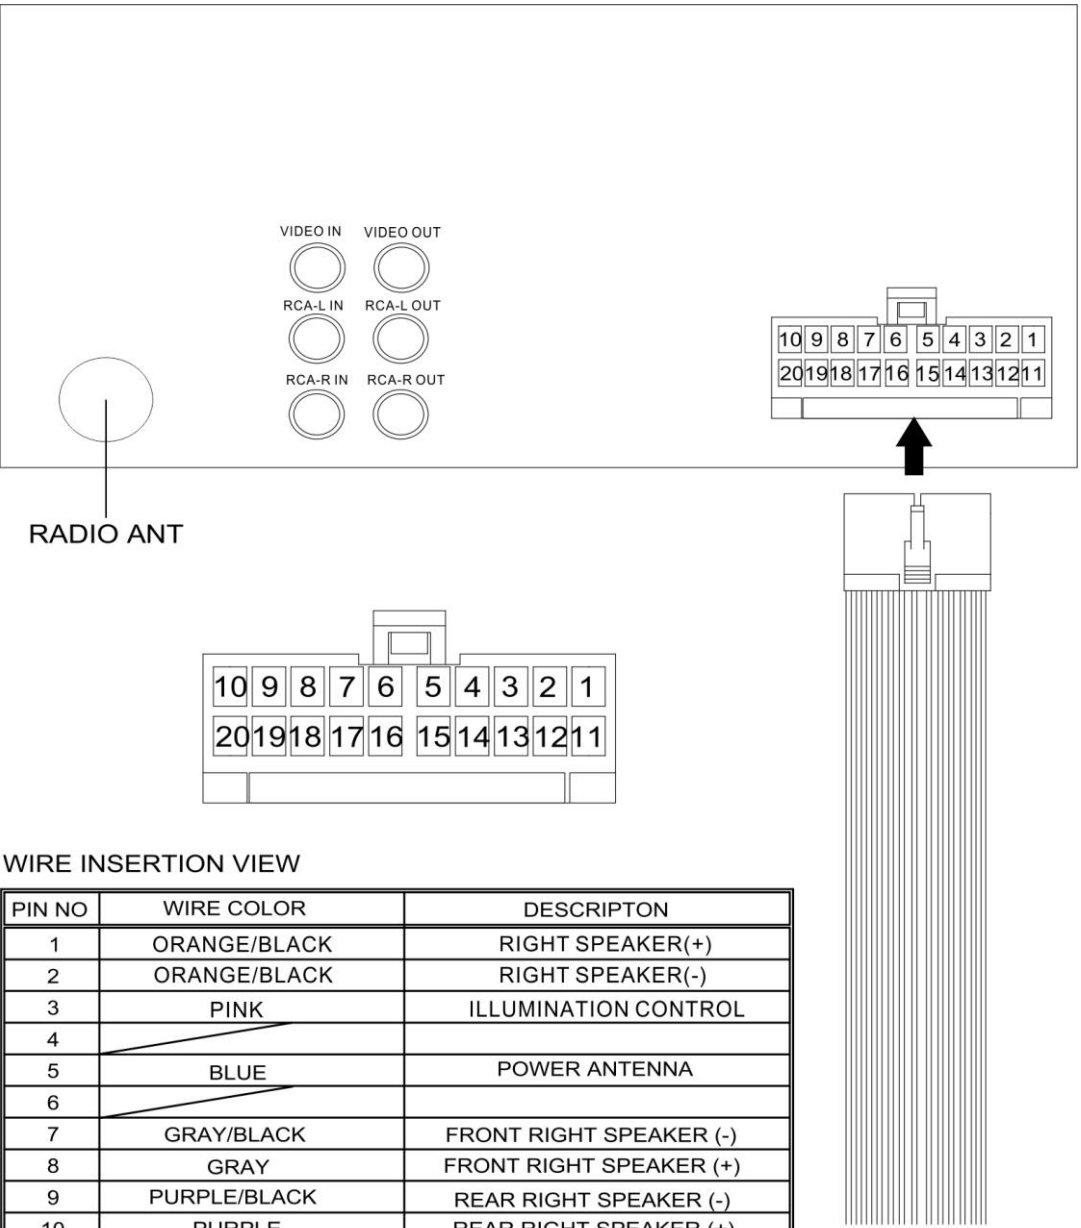 VIDEO IN VIDEO OUT
RCA-L IN RCA-L OUT
RCA-R IN RCA-R OUT
10 9 8 7 6 5 4 3 2 1
20 19 18 17 16 15 14 13 12 11
RADIO ANT
10 9 8 7 6 5 4 3 2 1
20 19 18 17 16 15 14 13 12 11
WIRE INSERTION VIEW
PIN NO WIRE COLOR DESCRIPTON
1 ORANGE/BLACK RIGHT SPEAKER(+)
2 ORANGE/BLACK RIGHT SPEAKER(-)
3 PINK ILLUMINATION CONTROL
4
5 BLUE POWER ANTENNA
6
7 GRAY/BLACK FRONT RIGHT SPEAKER (-)
8 GRAY FRONT RIGHT SPEAKER (+)
9 PURPLE/BLACK REAR RIGHT SPEAKER (-)
10 PURPLE REAR RIGHT SPEAKER (+)